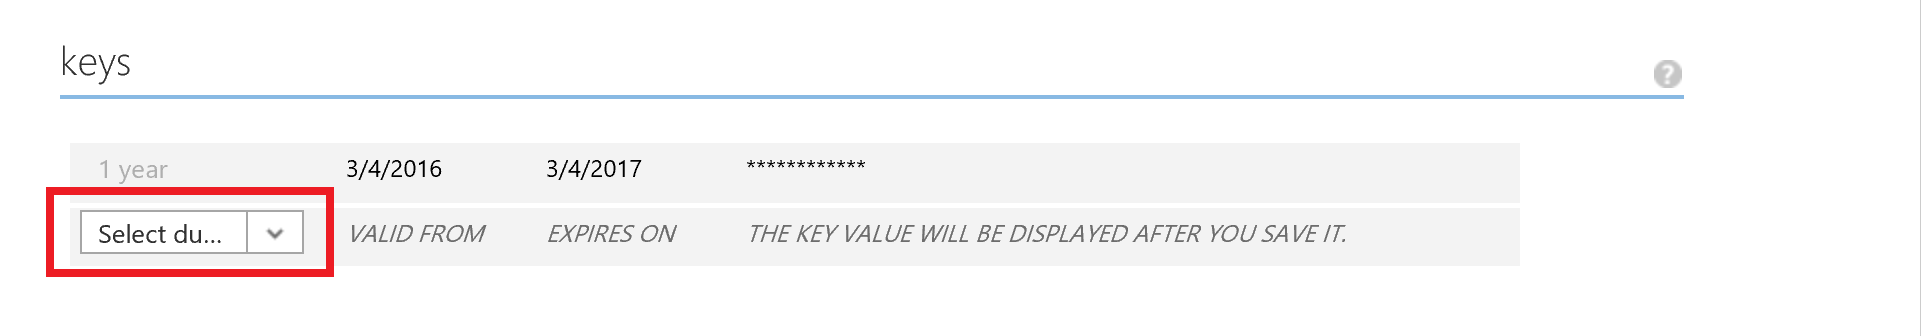 keys
?
1 year 3/4/2016 3/4/2017 ************
Select du... VALID FROM EXPIRES ON THE KEY VALUE WILL BE DISPLAYED AFTER YOU SAVE IT.